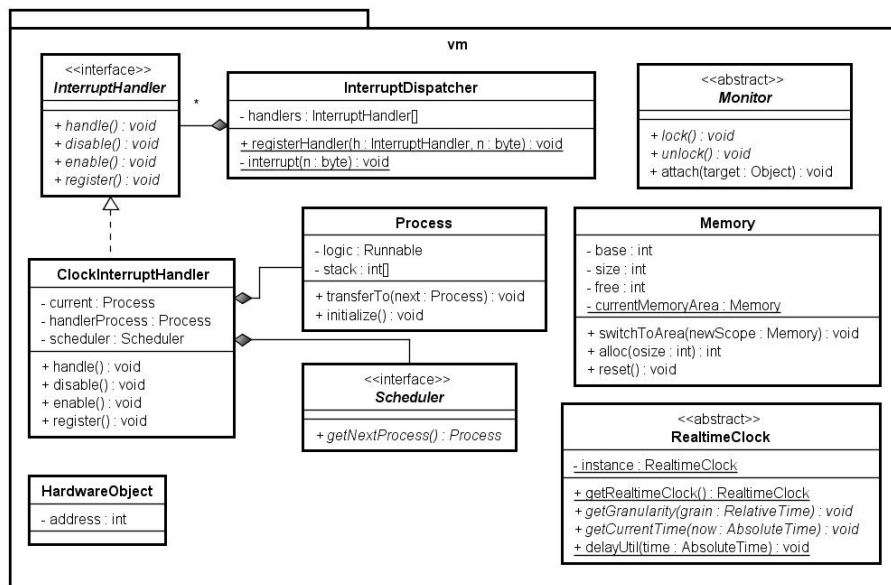 vm
<<interface>>
InterruptHandler
+ handle() : void
+ disable() : void
+ enable() : void
+ register() : void
*
InterruptDispatcher
- handlers : InterruptHandler[]
+ registerHandler(h : InterruptHandler, n : byte) : void
- interrupt(n : byte) : void
<<abstract>>
Monitor
+ lock() : void
+ unlock() : void
+ attach(target : Object) : void
ClockInterruptHandler
- current : Process
- handlerProcess : Process
- scheduler : Scheduler
+ handle() : void
+ disable() : void
+ enable() : void
+ register() : void
Process
- logic : Runnable
- stack : int[]
+ transferTo(next : Process) : void
+ initialize() : void
Memory
- base : int
- size : int
- free : int
- currentMemoryArea : Memory
+ switchToArea(newScope : Memory) : void
+ alloc(osize : int) : int
+ reset() : void
<<interface>>
Scheduler
+ getNextProcess() : Process
<<abstract>>
RealtimeClock
- instance : RealtimeClock
+ getRealtimeClock() : RealtimeClock
+ getGranularity(grain : RelativeTime) : void
+ getCurrentTime(now : AbsoluteTime) : void
+ delayUtil(time : AbsoluteTime) : void
HardwareObject
- address : int